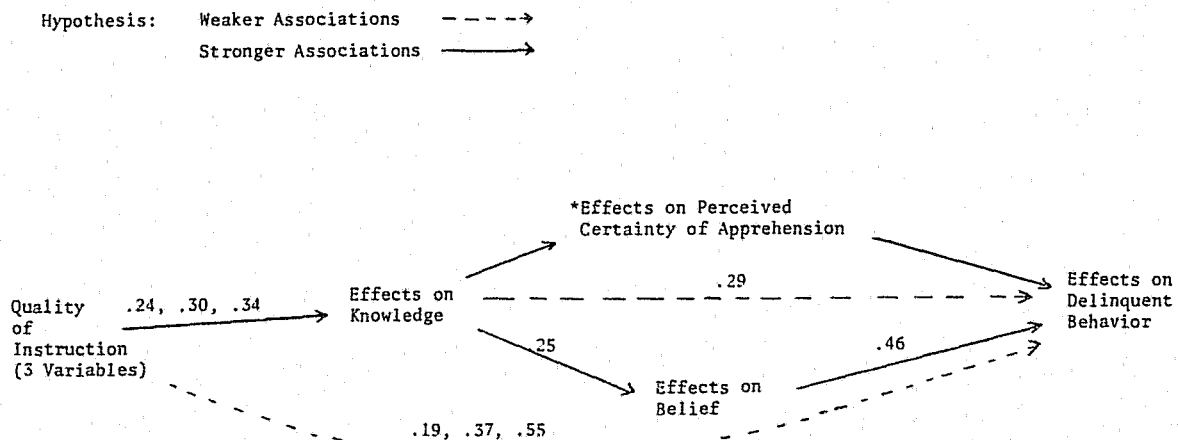 Hypothesis: Weaker Associations
Stronger Associations
*Effects on Perceived
Certainty of Apprehension
.29
Effects on
Delinquent
Behavior
Quality
of
Instruction
(3 Variables)
.24, .30, .34
Effects on
Knowledge
.25
.46
Effects on
Belief
.19, .37, .55